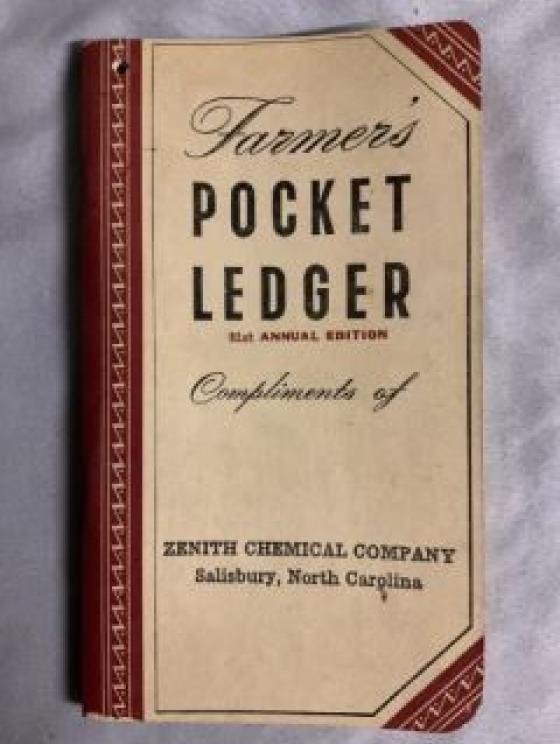 Farmer's
POCKET
LEDGER
81st ANNUAL EDITION
Compliments of
ZENITH CHEMICAL COMPANY
Salisbury, North Carolina